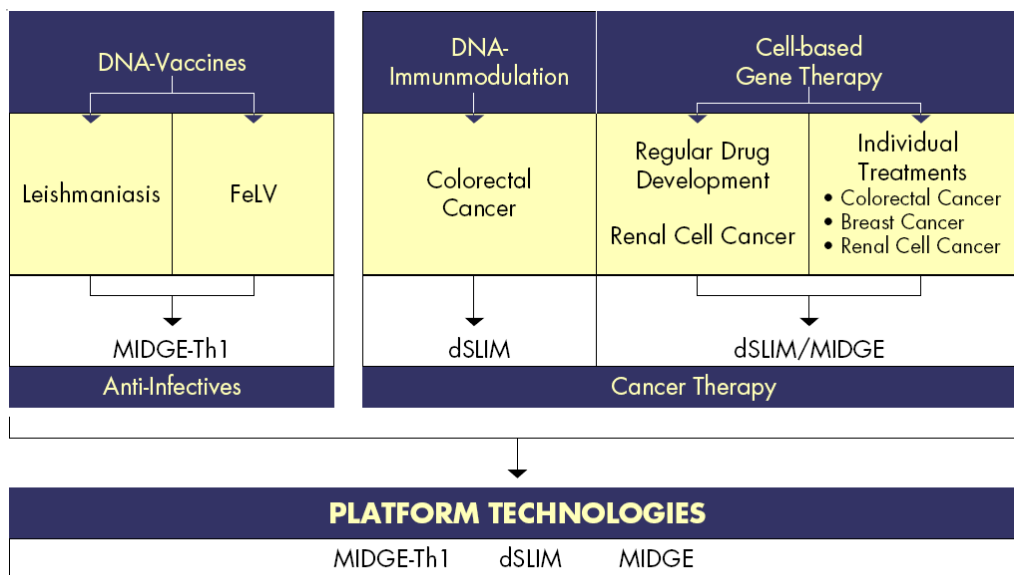 DNA-Vaccines
Leishmaniasis
FeLV
MIDGE-Th1
Anti-Infectives
DNA-
Immunmodulation
Colorectal
Cancer
dSLIM
Cell-based
Gene Therapy
Regular Drug
Development
Renal Cell Cancer
Individual
Treatments
• Colorectal Cancer
• Breast Cancer
• Renal Cell Cancer
dSLIM/MIDGE
Cancer Therapy
PLATFORM TECHNOLOGIES
MIDGE-Th1 dSLIM MIDGE